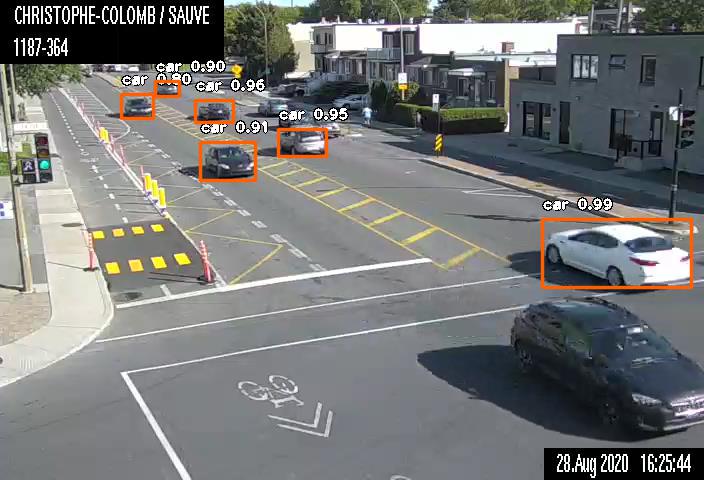 CHRISTOPHE-COLOMB / SAUVE
1187-364
car 0.90
car 0.80
car 0.96
car 0.91
car 0.95
car 0.99
28.Aug 2020 16:25:44